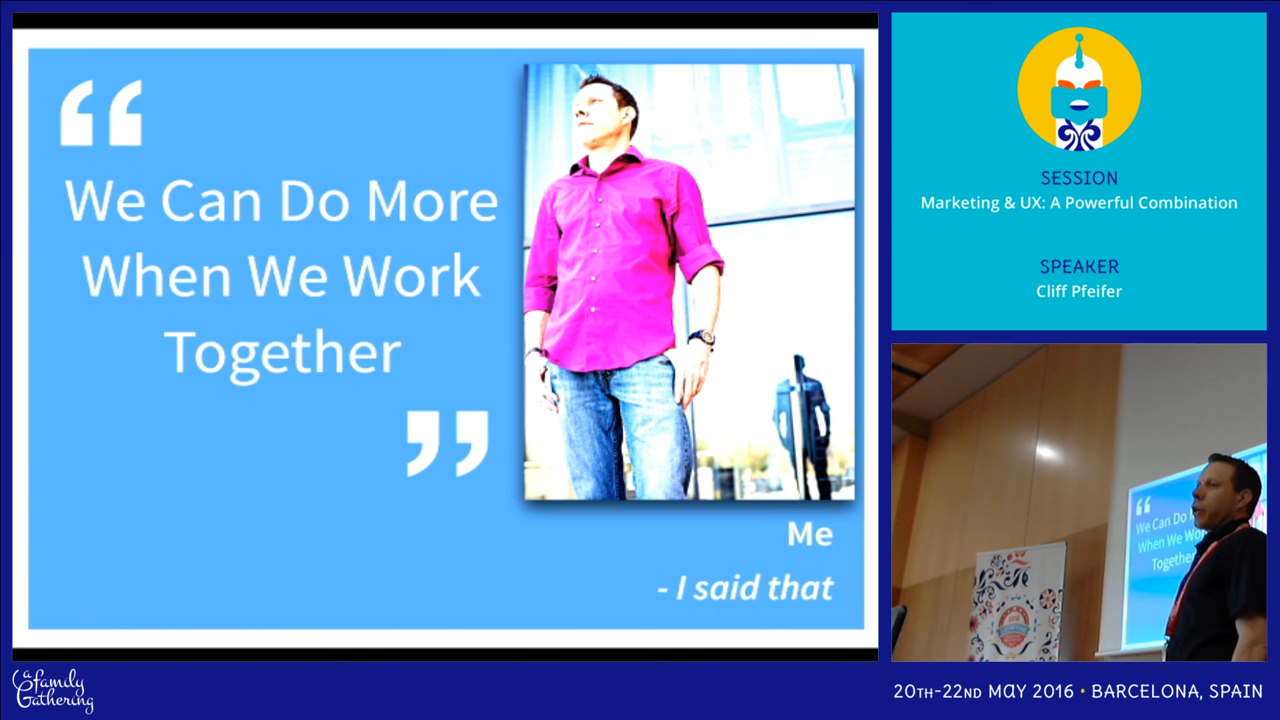 “
We Can Do More
When We Work
Together
”
Me
- I said that
SESSION
Marketing & UX: A Powerful Combination
SPEAKER
Cliff Pfeifer
“
We Can Do
When We Wor
Together
a family
Gathering
20TH-22ND MAY 2016 • BARCELONA, SPAIN